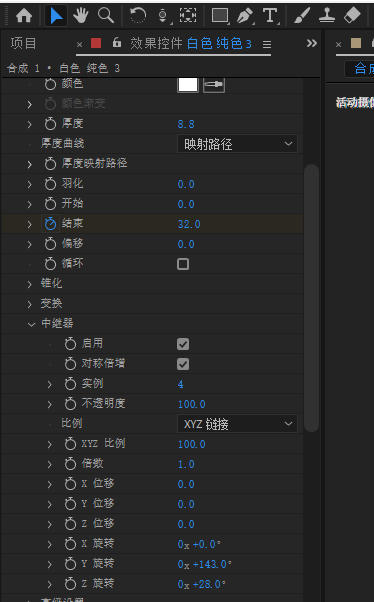 项目
× 效果控件 白色 纯色 3 ≡ »
×
合成 1 • 白色 纯色 3
合成
颜色
活动摄像
颜色渐变
厚度 8.8
厚度曲线 映射路径
厚度映射路径
羽化 0.0
开始 0.0
结束 32.0
偏移 0.0
循环
锥化
变换
中继器
启用
对称倍增
实例 4
不透明度 100.0
比例 XYZ 链接
XYZ 比例 100.0
倍数 1.0
X 位移 0.0
Y 位移 0.0
Z 位移 0.0
X 旋转 0x+0.0°
Y 旋转 0x+143.0°
Z 旋转 0x+28.0°